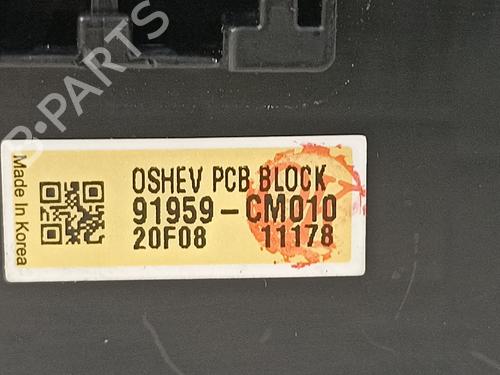 B-PARTS
Made in Korea
OSHEV PCB BLOCK
91959-CM010
20F08 11178